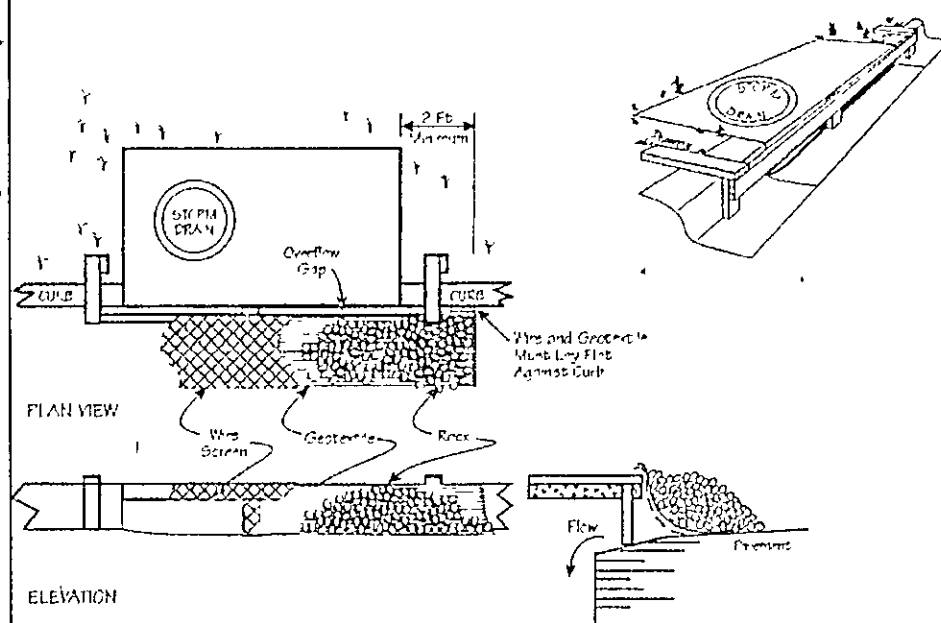 2 Ft
Minimum
STORM
DRAIN
STORM
DRAIN
Overflow
Gap
CURB
CURB
Wire and Geotextile
Must Lay Flat
Against Curb
PLAN VIEW
Wire
Screen
Geotextile
Rock
Flow
Pavement
ELEVATION